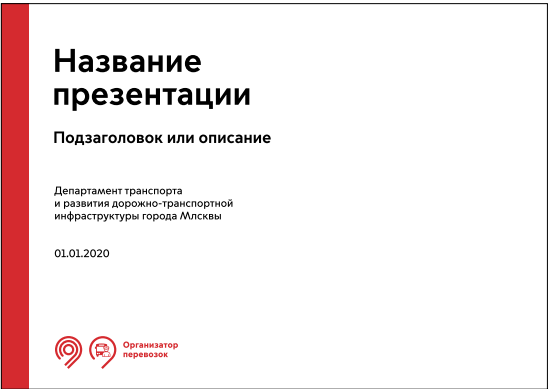 Название
презентации
Подзаголовок или описание
Департамент транспорта
и развития дорожно-транспортной
инфраструктуры города Млсквы
01.01.2020
Организатор
перевозок